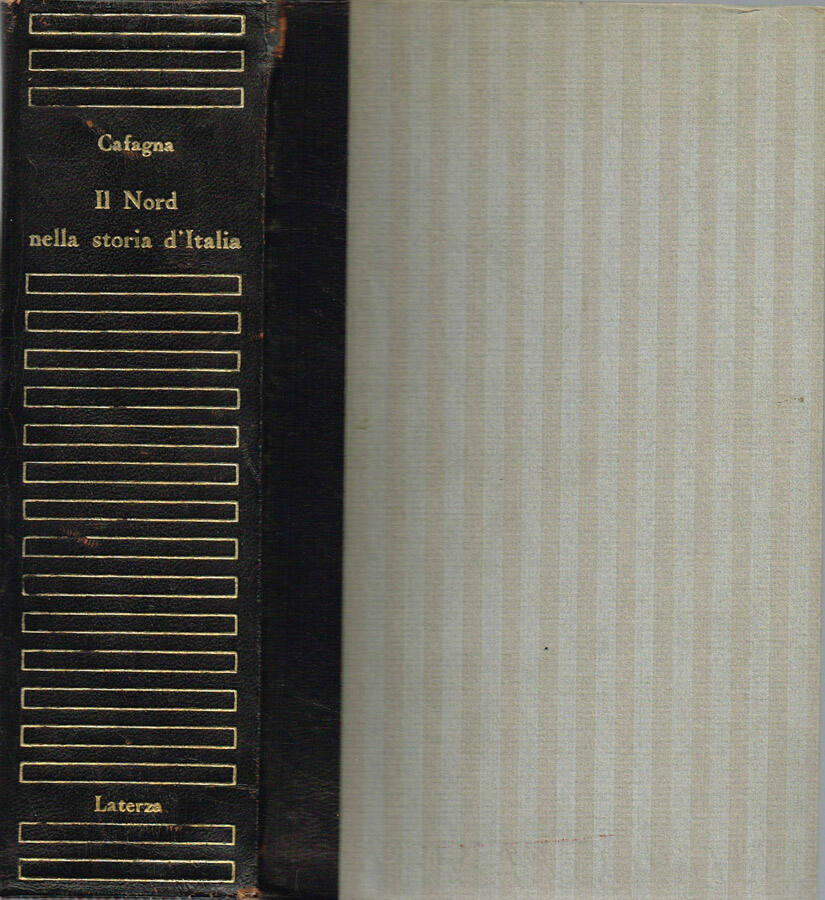 Cafagna
Il Nord
nella storia d'Italia
Laterza